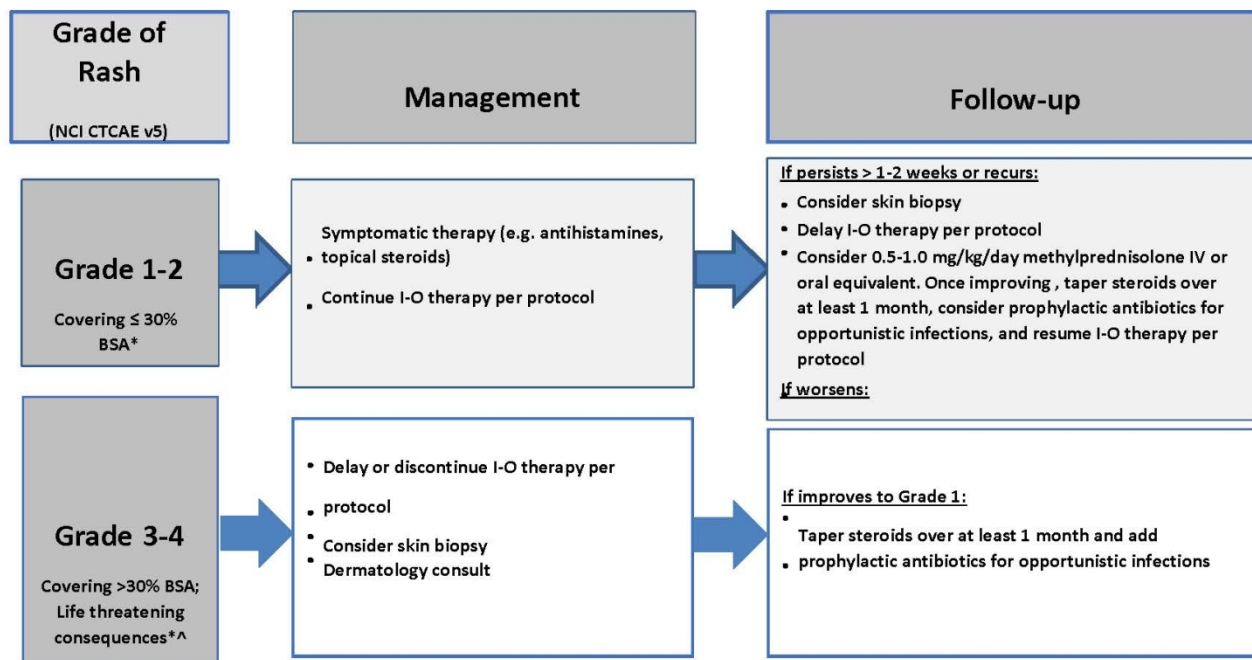 Grade of
Rash
(NCI CTCAE v5)
Management
Follow-up
Grade 1-2
Covering ≤ 30%
BSA*
Symptomatic therapy (e.g. antihistamines,
• topical steroids)
• Continue I-O therapy per protocol
If persists > 1-2 weeks or recurs:
• Consider skin biopsy
• Delay I-O therapy per protocol
• Consider 0.5-1.0 mg/kg/day methylprednisolone IV or
oral equivalent. Once improving , taper steroids over
at least 1 month, consider prophylactic antibiotics for
opportunistic infections, and resume I-O therapy per
protocol
If worsens:
•
Grade 3-4
Covering >30% BSA;
Life threatening
consequences*^
• Delay or discontinue I-O therapy per
• protocol
• Consider skin biopsy
• Dermatology consult
If improves to Grade 1:
•
Taper steroids over at least 1 month and add
• prophylactic antibiotics for opportunistic infections